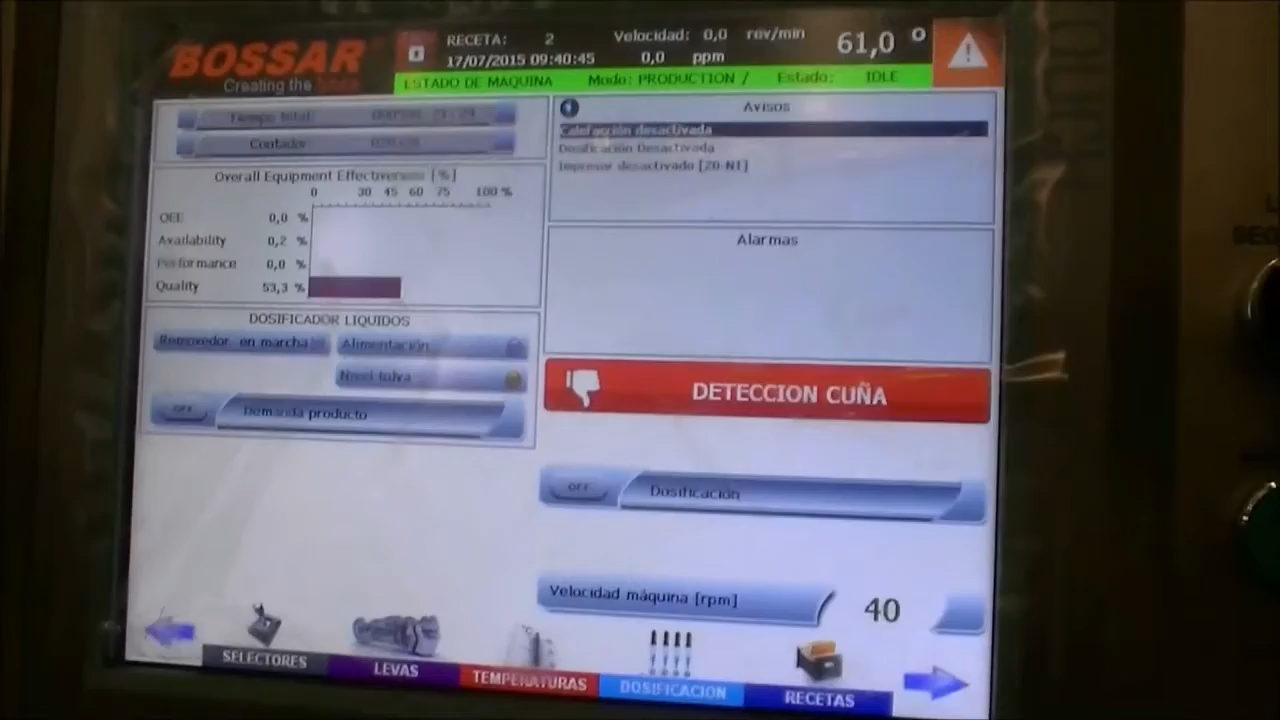 BOSSAR
Creating the
RECETA: 2
17/07/2015 09:40:45
Velocidad: 0,0 rev/min
0,0 ppm
61,0 °
ESTADO DE MAQUINA Modo: PRODUCTION / Estado: IDLE
Tiempo total:
Contador
Overall Equipment Effectiveness [%]
0 30 45 60 75 100 %
OEE 0,0 %
Availability 0,2 %
Performance 0,0 %
Quality 53,3 %
DOSIFICADOR LIQUIDOS
Removedor en marcha
Alimentación
Nivel tolva
OFF Demanda producto
Avisos
Calefacción desactivada
Dosificación Desactivada
Impresor desactivado [20-N1]
Alarmas
DETECCION CUÑA
OFF Dosificación
Velocidad máquina [rpm] 40
SELECTORES
LEVAS
TEMPERATURAS
DOSIFICACION
RECETAS